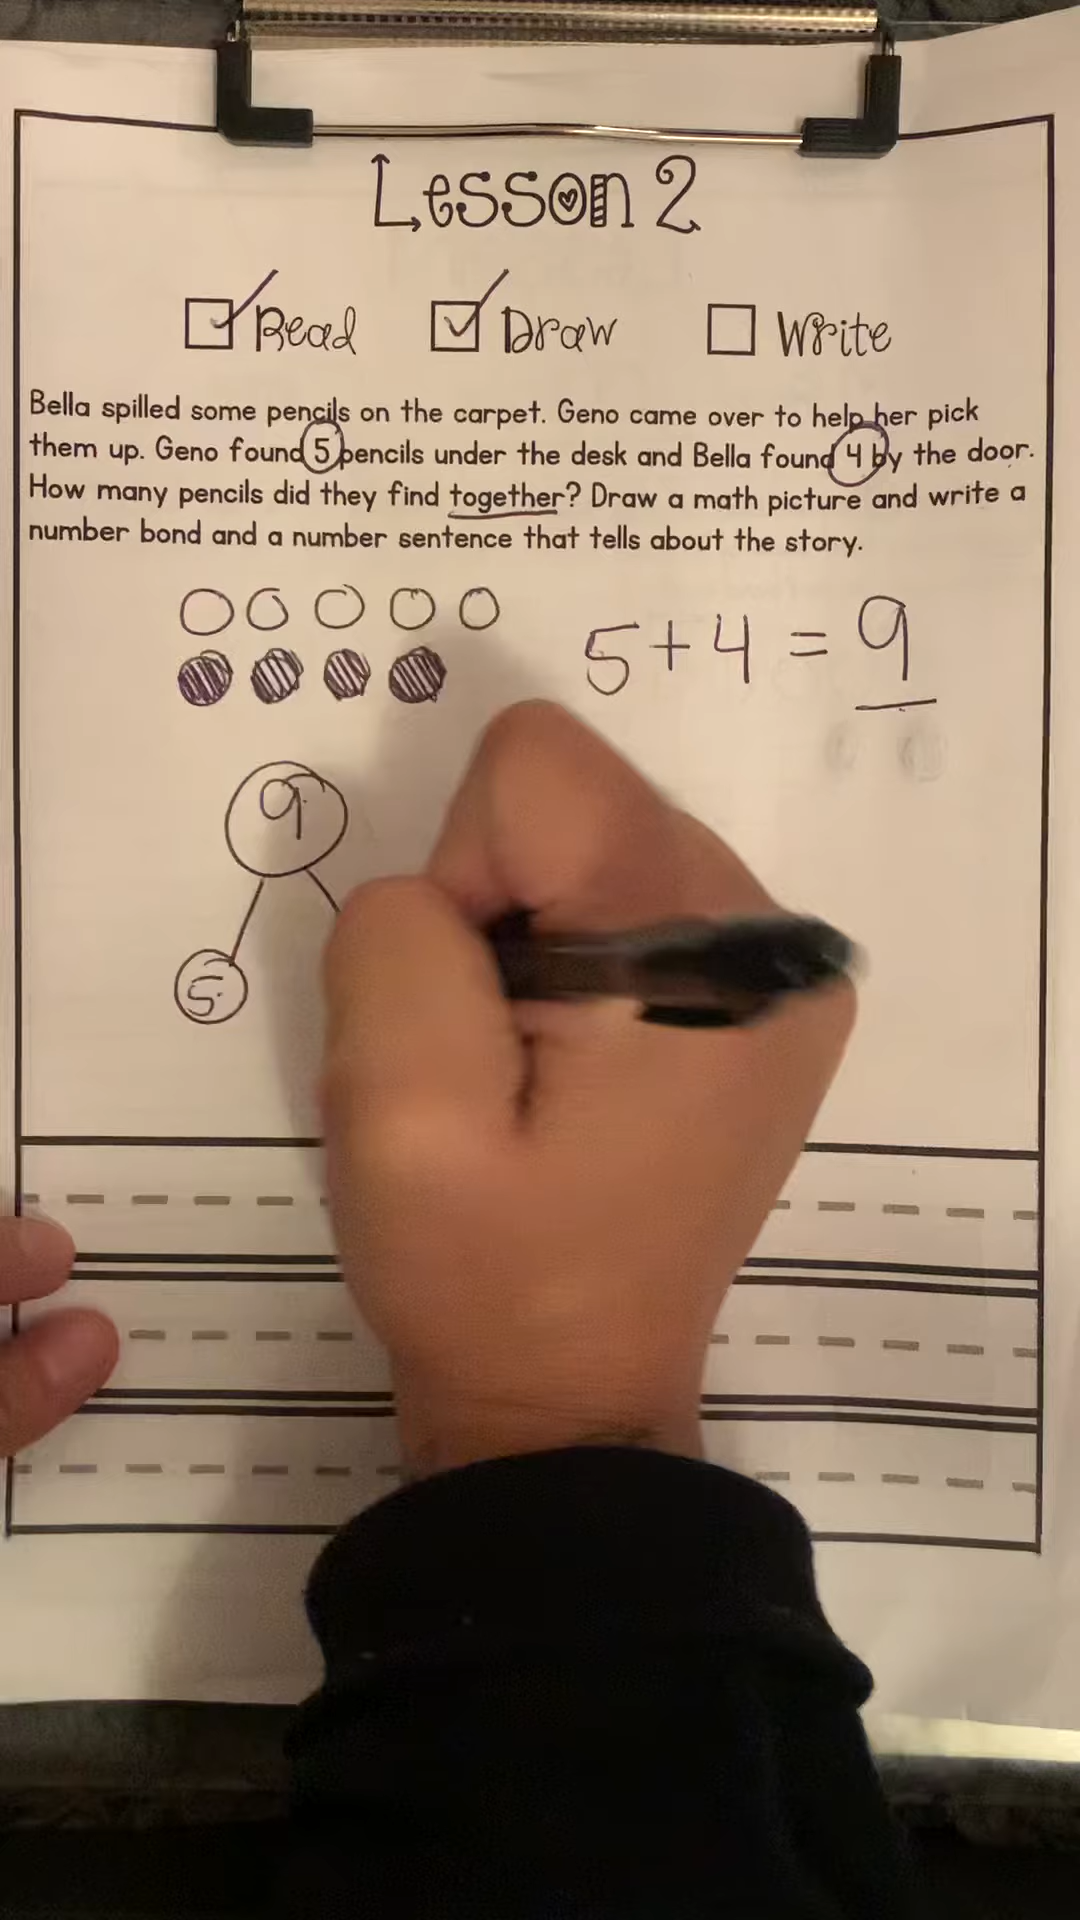 Lesson 2
Read Draw Write
Bella spilled some pencils on the carpet. Geno came over to help her pick
them up. Geno found 5 pencils under the desk and Bella found 4 by the door.
How many pencils did they find together? Draw a math picture and write a
number bond and a number sentence that tells about the story.
5 + 4 = 9
9
5